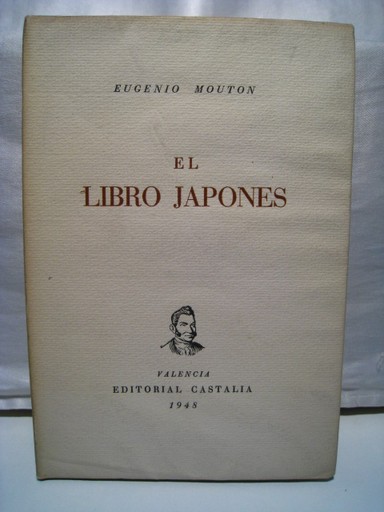 EUGENIO MOUTON
EL
LIBRO JAPONES
VALENCIA
EDITORIAL CASTALIA
1948